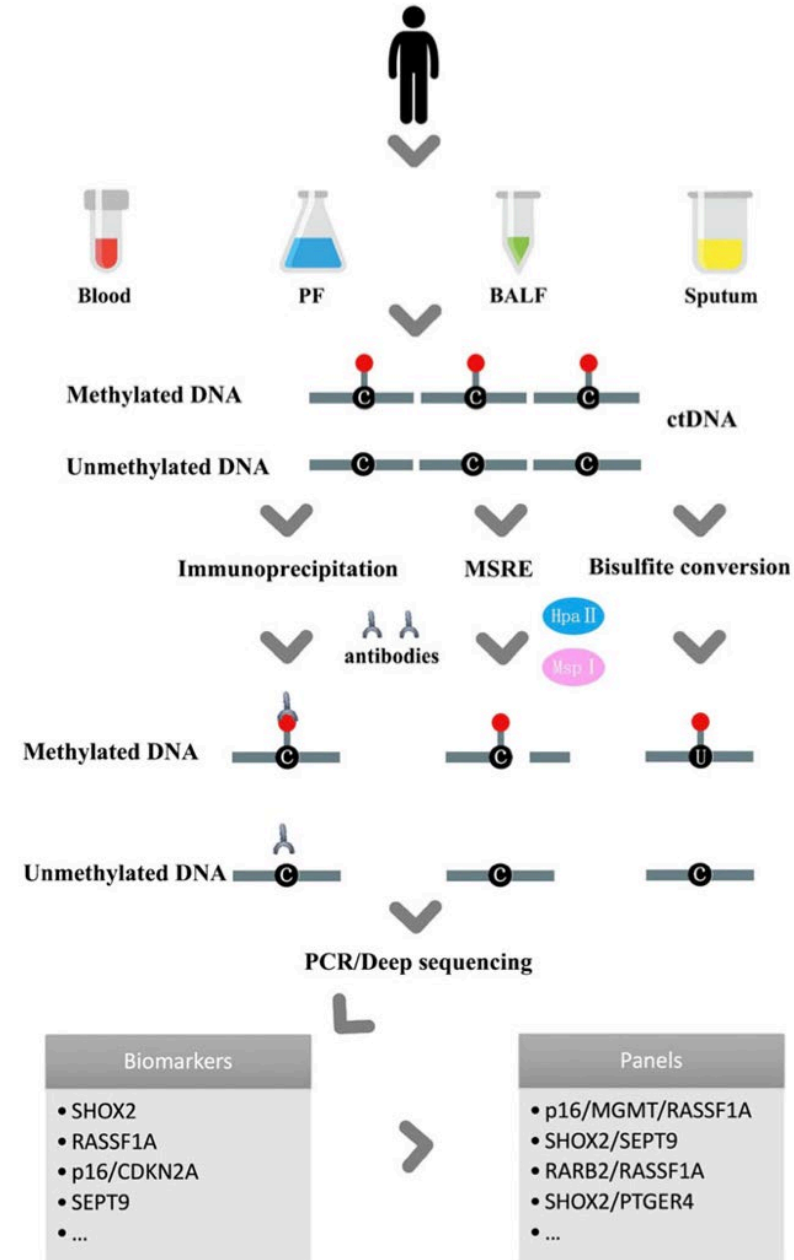 Blood PF BALF Sputum
Methylated DNA C C C
ctDNA
Unmethylated DNA C C C
Immunoprecipitation MSRE Bisulfite conversion
Hpa II
antibodies
Msp I
Methylated DNA C C U
Unmethylated DNA C C C
PCR/Deep sequencing
Biomarkers
• SHOX2
• RASSF1A
• p16/CDKN2A
• SEPT9
• ...
Panels
• p16/MGMT/RASSF1A
• SHOX2/SEPT9
• RARB2/RASSF1A
• SHOX2/PTGER4
• ...